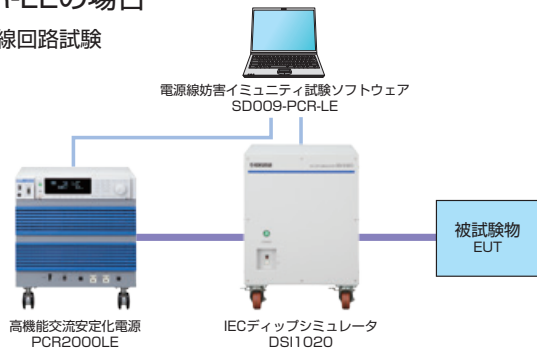 -LEの場合
線回路試験
電源線妨害イミュニティ試験ソフトウェア
SD009-PCR-LE
被試験物
EUT
高機能交流安定化電源
PCR2000LE
IECディップシミュレータ
DSI1020